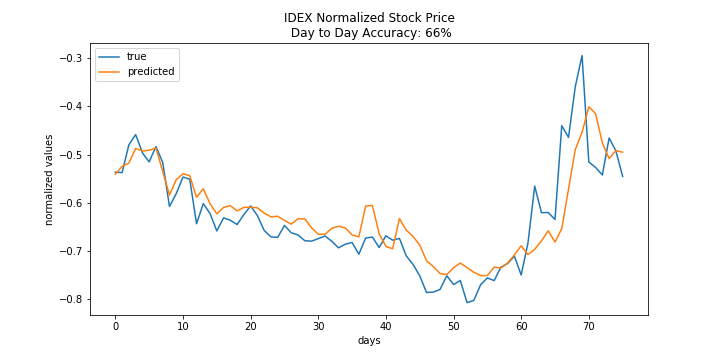 IDEX Normalized Stock Price
Day to Day Accuracy: 66%
true
predicted
normalized values
−0.3
−0.4
−0.5
−0.6
−0.7
−0.8
0
10
20
30
40
50
60
70
days